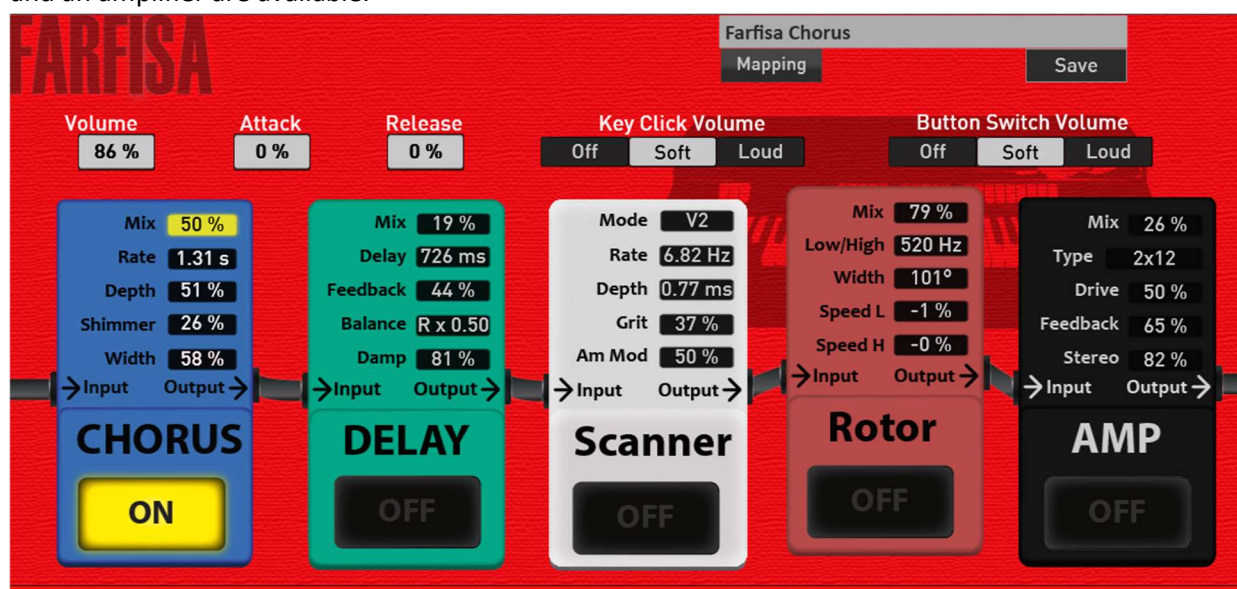 and an amplifier are available.
FARFISA
Farfisa Chorus
Mapping Save
Volume Attack Release Key Click Volume Button Switch Volume
86 % 0 % 0 % Off Soft Loud Off Soft Loud
Mix 50 %
Rate 1.31 s
Depth 51 %
Shimmer 26 %
Width 58 %
Input Output
CHORUS
ON
Mix 19 %
Delay 726 ms
Feedback 44 %
Balance R x 0.50
Damp 81 %
Input Output
DELAY
OFF
Mode V2
Rate 6.82 Hz
Depth 0.77 ms
Grit 37 %
Am Mod 50 %
Input Output
Scanner
OFF
Mix 79 %
Low/High 520 Hz
Width 101°
Speed L -1 %
Speed H -0 %
Input Output
Rotor
OFF
Mix 26 %
Type 2x12
Drive 50 %
Feedback 65 %
Stereo 82 %
Input Output
AMP
OFF